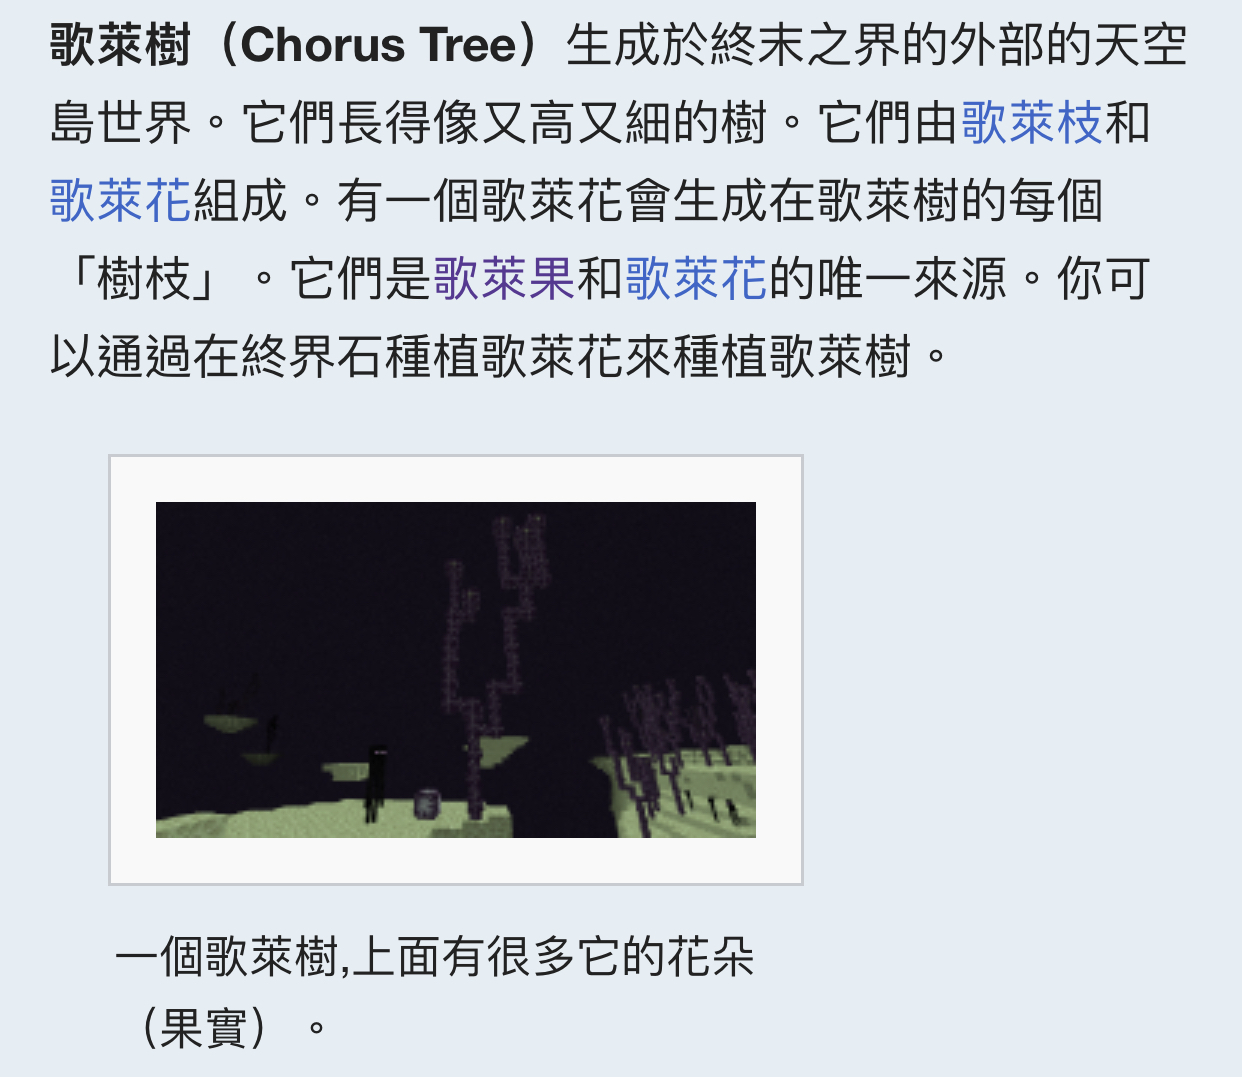 歌萊樹（Chorus Tree）生成於終末之界的外部的天空
島世界。它們長得像又高又細的樹。它們由歌萊枝和
歌萊花組成。有一個歌萊花會生成在歌萊樹的每個
「樹枝」。它們是歌萊果和歌萊花的唯一來源。你可
以通過在終界石種植歌萊花來種植歌萊樹。
一個歌萊樹,上面有很多它的花朵
（果實）。